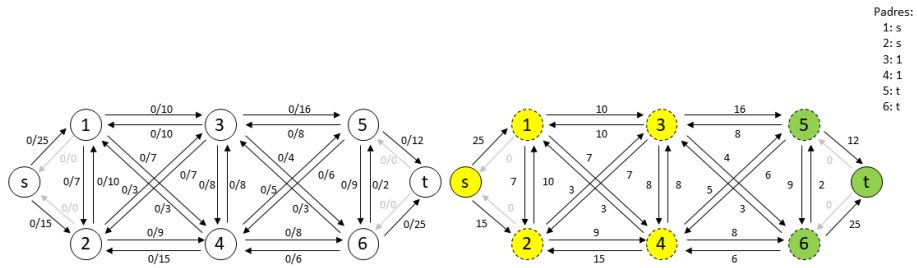 Padres:
1: s
2: s
3: 1
4: 1
5: t
6: t
0/10 0/16 10 16
1 3 5 1 3 5
0/25 0/10 0/8 0/12 25 10 8 12
0/0 0/7 0/4 0/0 0 7 4 0
s 0/7 0/10 0/3 0/7 0/8 0/8 0/5 0/6 0/9 0/2 t s 7 10 3 7 8 8 5 6 9 2 t
0/0 0/3 0/3 0/0 0 3 3 0
0/15 0/9 0/8 0/25 15 9 8 25
2 4 6 2 4 6
0/15 0/6 15 6